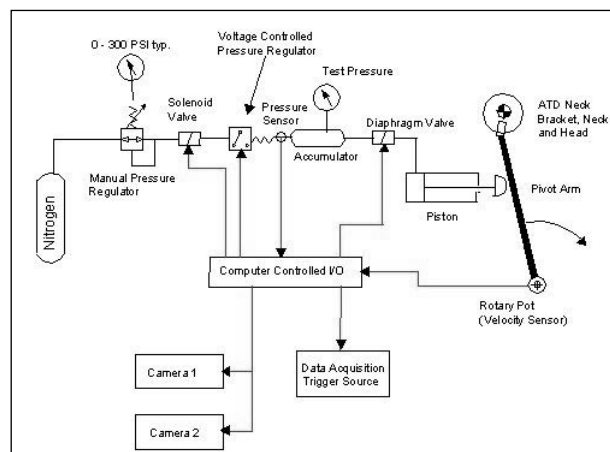 0 - 300 PSI typ.
Voltage Controlled
Pressure Regulator
Test Pressure
Solenoid
Valve
Pressure
Sensor
Diaphragm Valve
ATD Neck
Bracket, Neck
and Head
Accumulator
Manual Pressure
Regulator
Nitrogen
Piston
Pivot Arm
Computer Controlled I/O
Rotary Pot
(Velocity Sensor)
Camera 1
Data Acquisition
Trigger Source
Camera 2